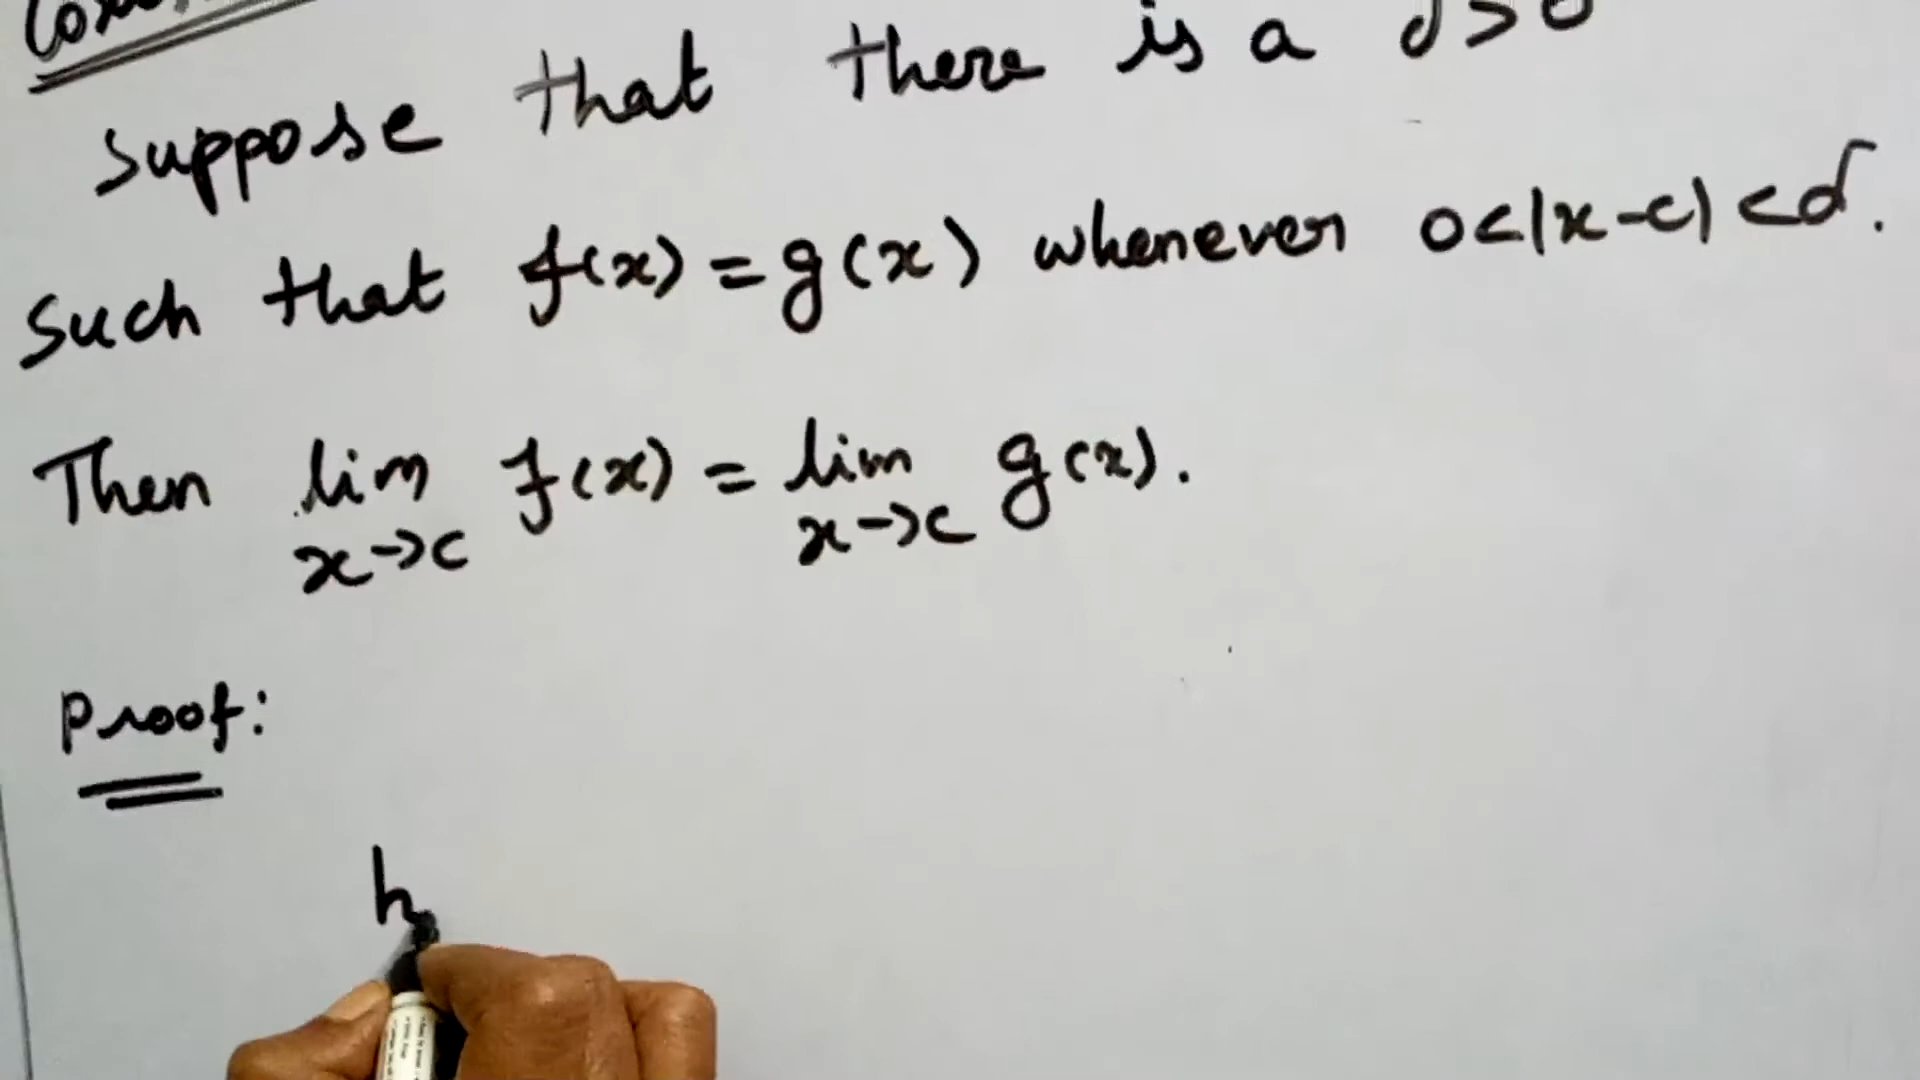 Suppose that there is a δ > 0
Such that f(x) = g(x) whenever 0<|x-c|<δ.
Then lim f(x) = lim g(x).
x→c x→c
Proof:
h